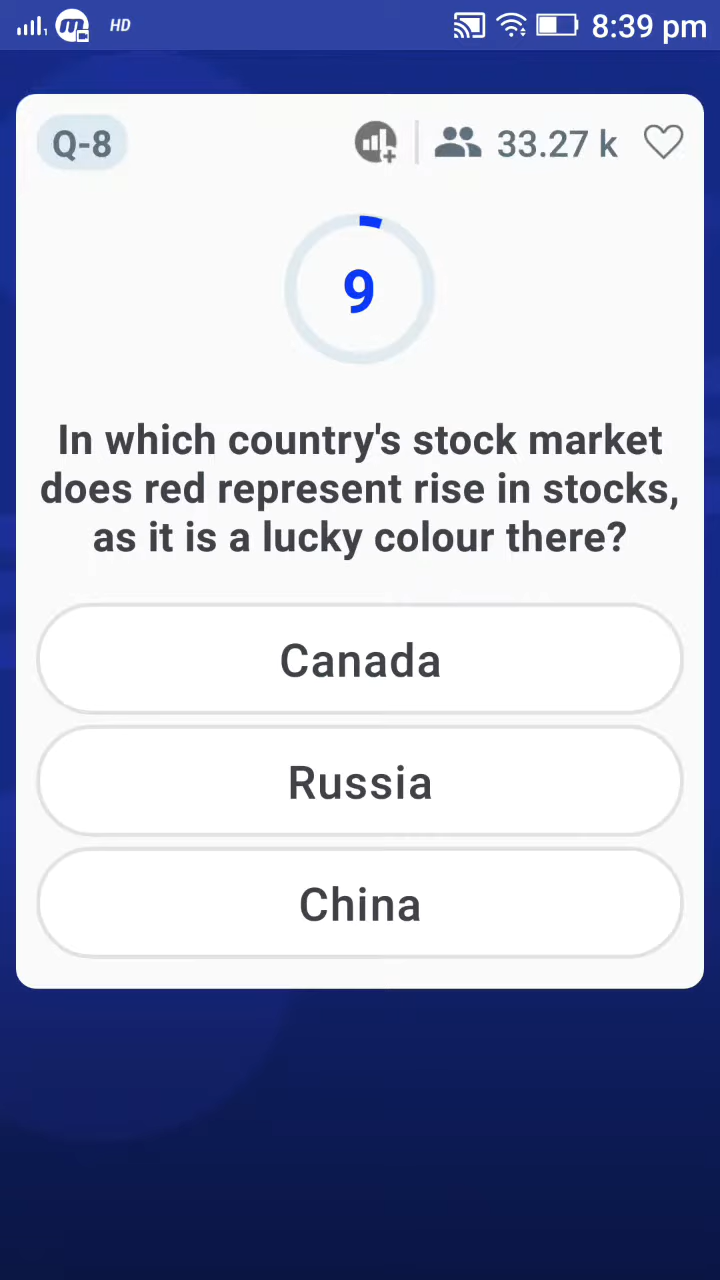 HD 8:39 pm
Q-8 33.27 k
9
In which country's stock market
does red represent rise in stocks,
as it is a lucky colour there?
Canada
Russia
China